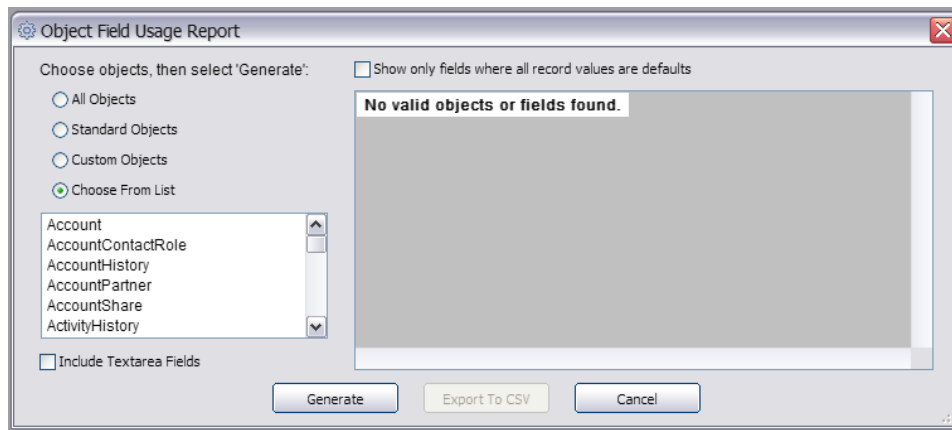 Object Field Usage Report
Choose objects, then select 'Generate':
All Objects
Standard Objects
Custom Objects
Choose From List
Account
AccountContactRole
AccountHistory
AccountPartner
AccountShare
ActivityHistory
Include Textarea Fields
Show only fields where all record values are defaults
No valid objects or fields found.
Generate
Export To CSV
Cancel